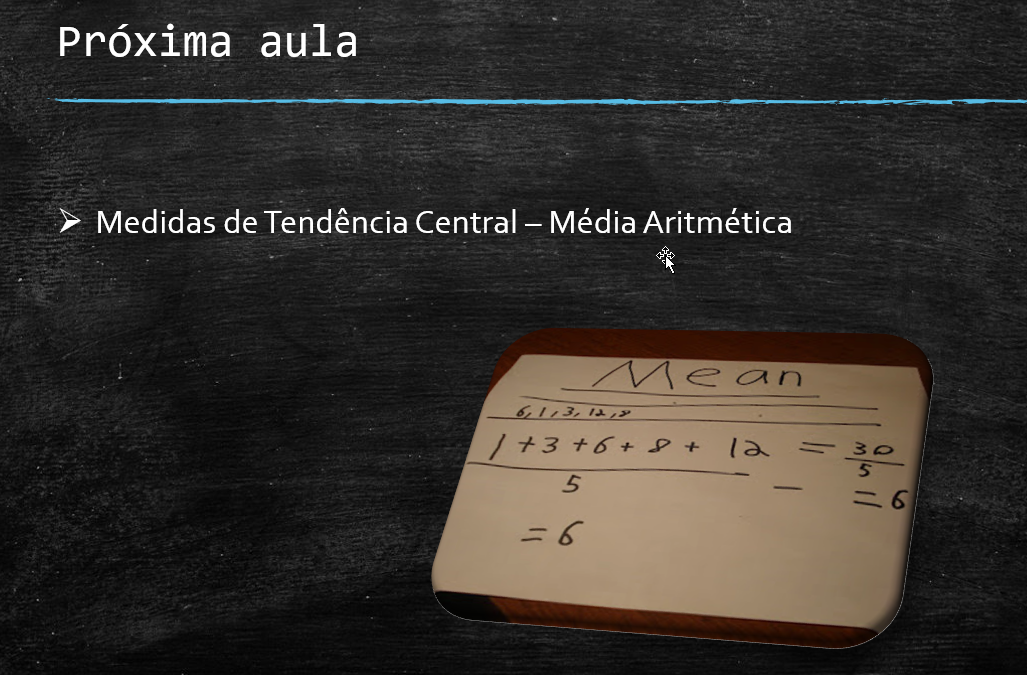 Próxima aula
Medidas de Tendência Central – Média Aritmética
Mean
6, 1, 3, 12, 8
1 + 3 + 6 + 8 + 12 = 30
5
5 – = 6
= 6